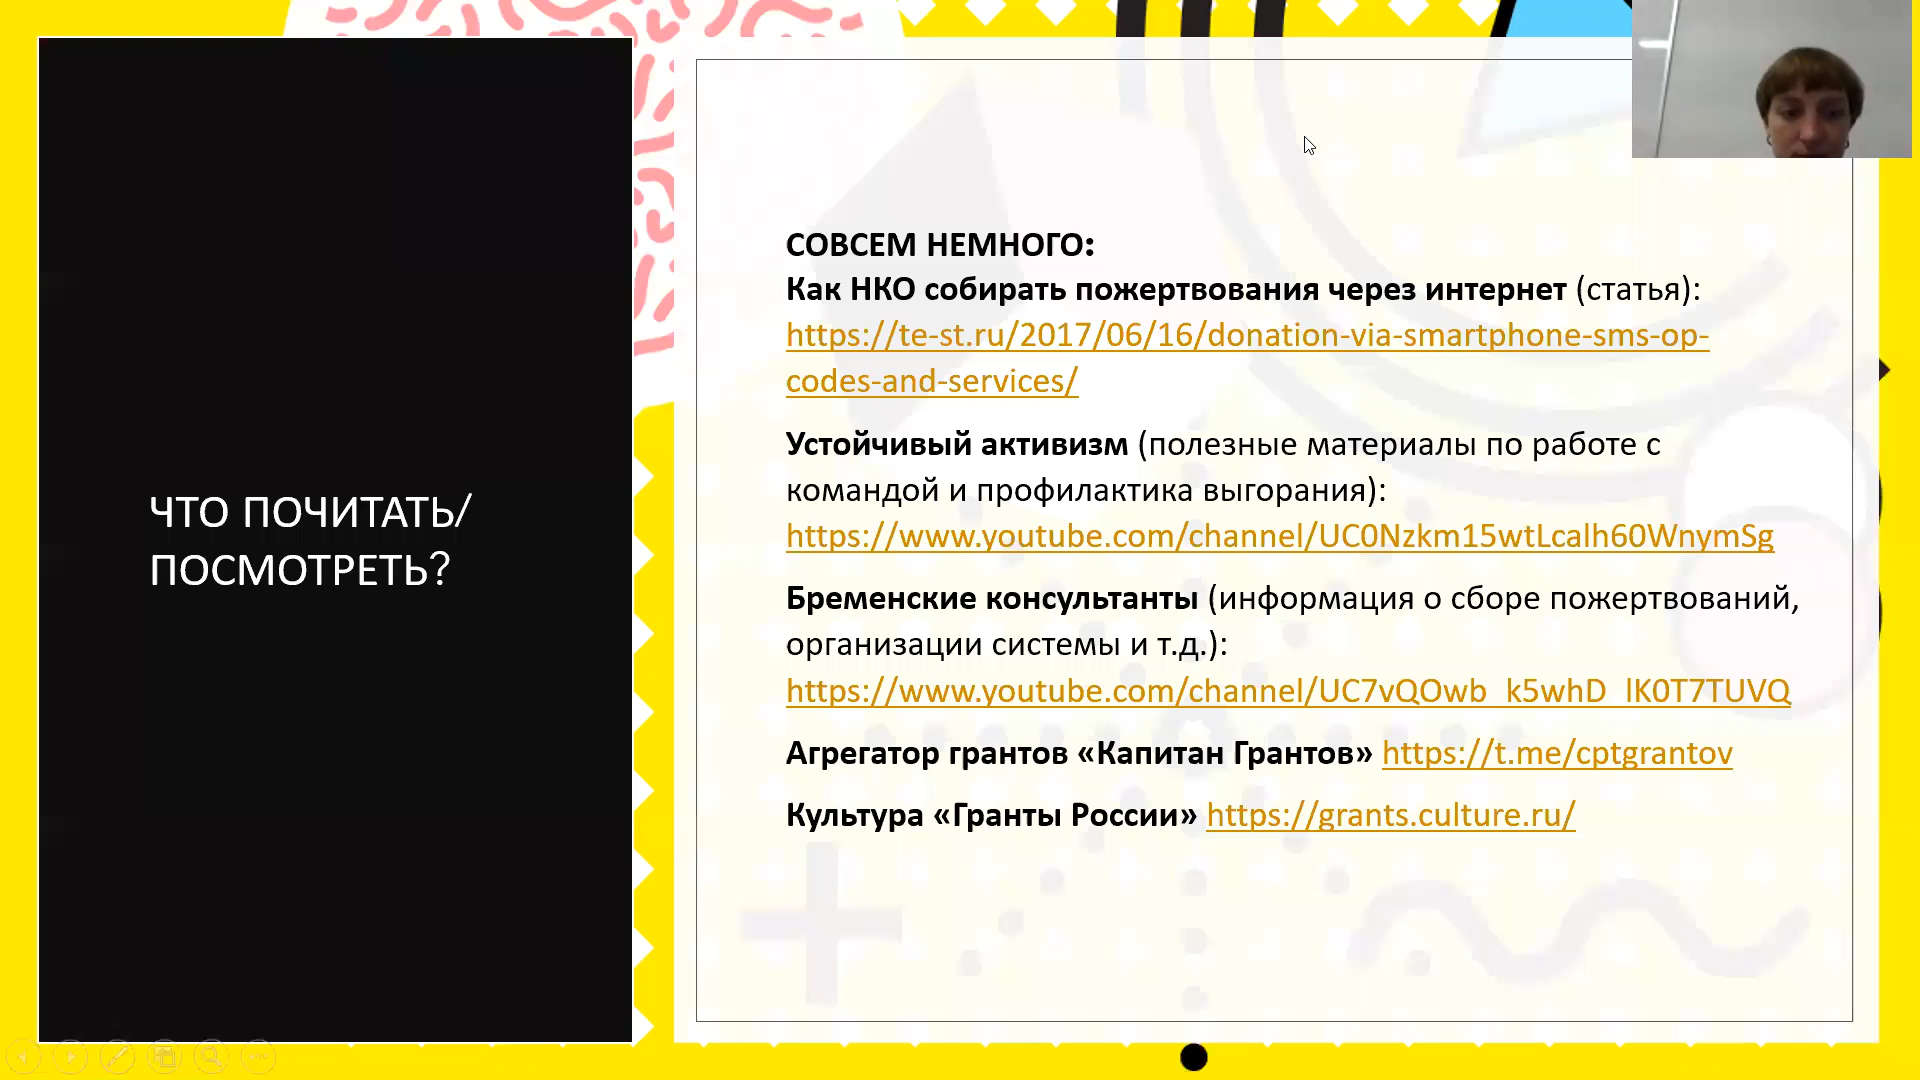 ЧТО ПОЧИТАТЬ/
ПОСМОТРЕТЬ?
СОВСЕМ НЕМНОГО:
Как НКО собирать пожертвования через интернет (статья):
https://te-st.ru/2017/06/16/donation-via-smartphone-sms-op-
codes-and-services/
Устойчивый активизм (полезные материалы по работе с
командой и профилактика выгорания):
https://www.youtube.com/channel/UC0Nzkm15wtLcalh60WnymSg
Бременские консультанты (информация о сборе пожертвований,
организации системы и т.д.):
https://www.youtube.com/channel/UC7vQOwb_k5whD_lK0T7TUVQ
Агрегатор грантов «Капитан Грантов» https://t.me/cptgrantov
Культура «Гранты России» https://grants.culture.ru/